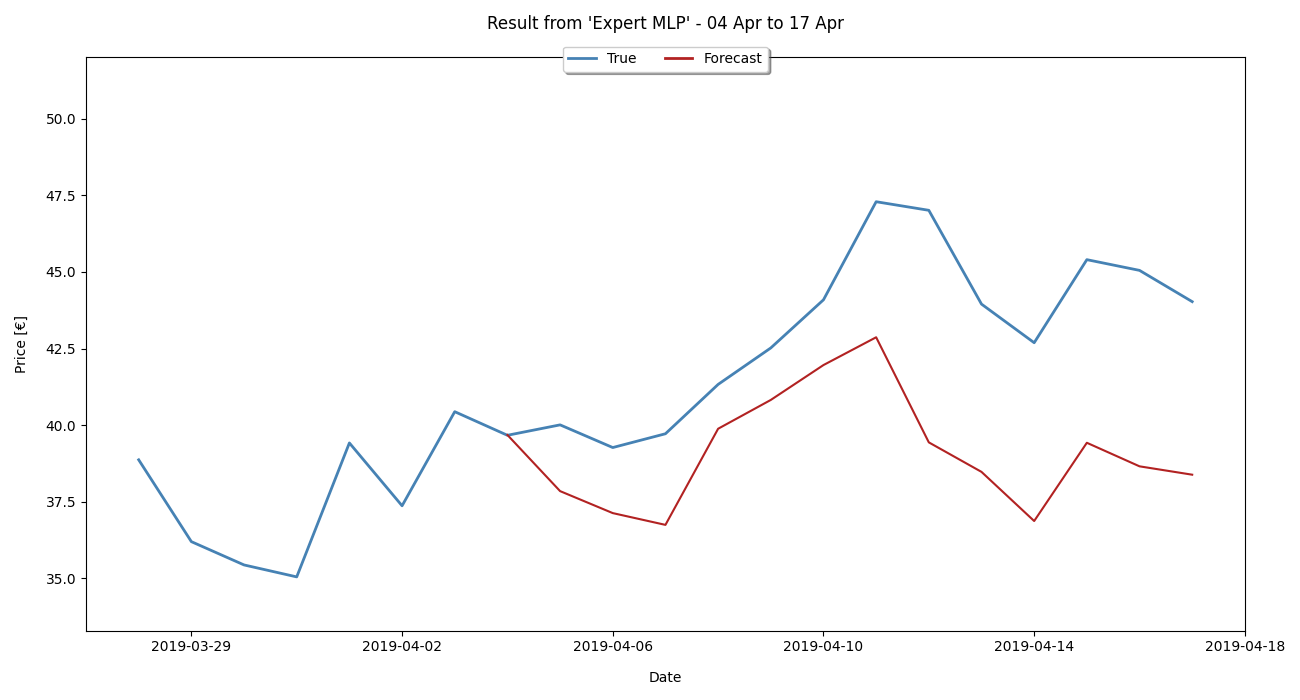 Result from 'Expert MLP' - 04 Apr to 17 Apr
True Forecast
50.0
47.5
45.0
42.5
40.0
37.5
35.0
Price [€]
2019-03-29 2019-04-02 2019-04-06 2019-04-10 2019-04-14 2019-04-18
Date